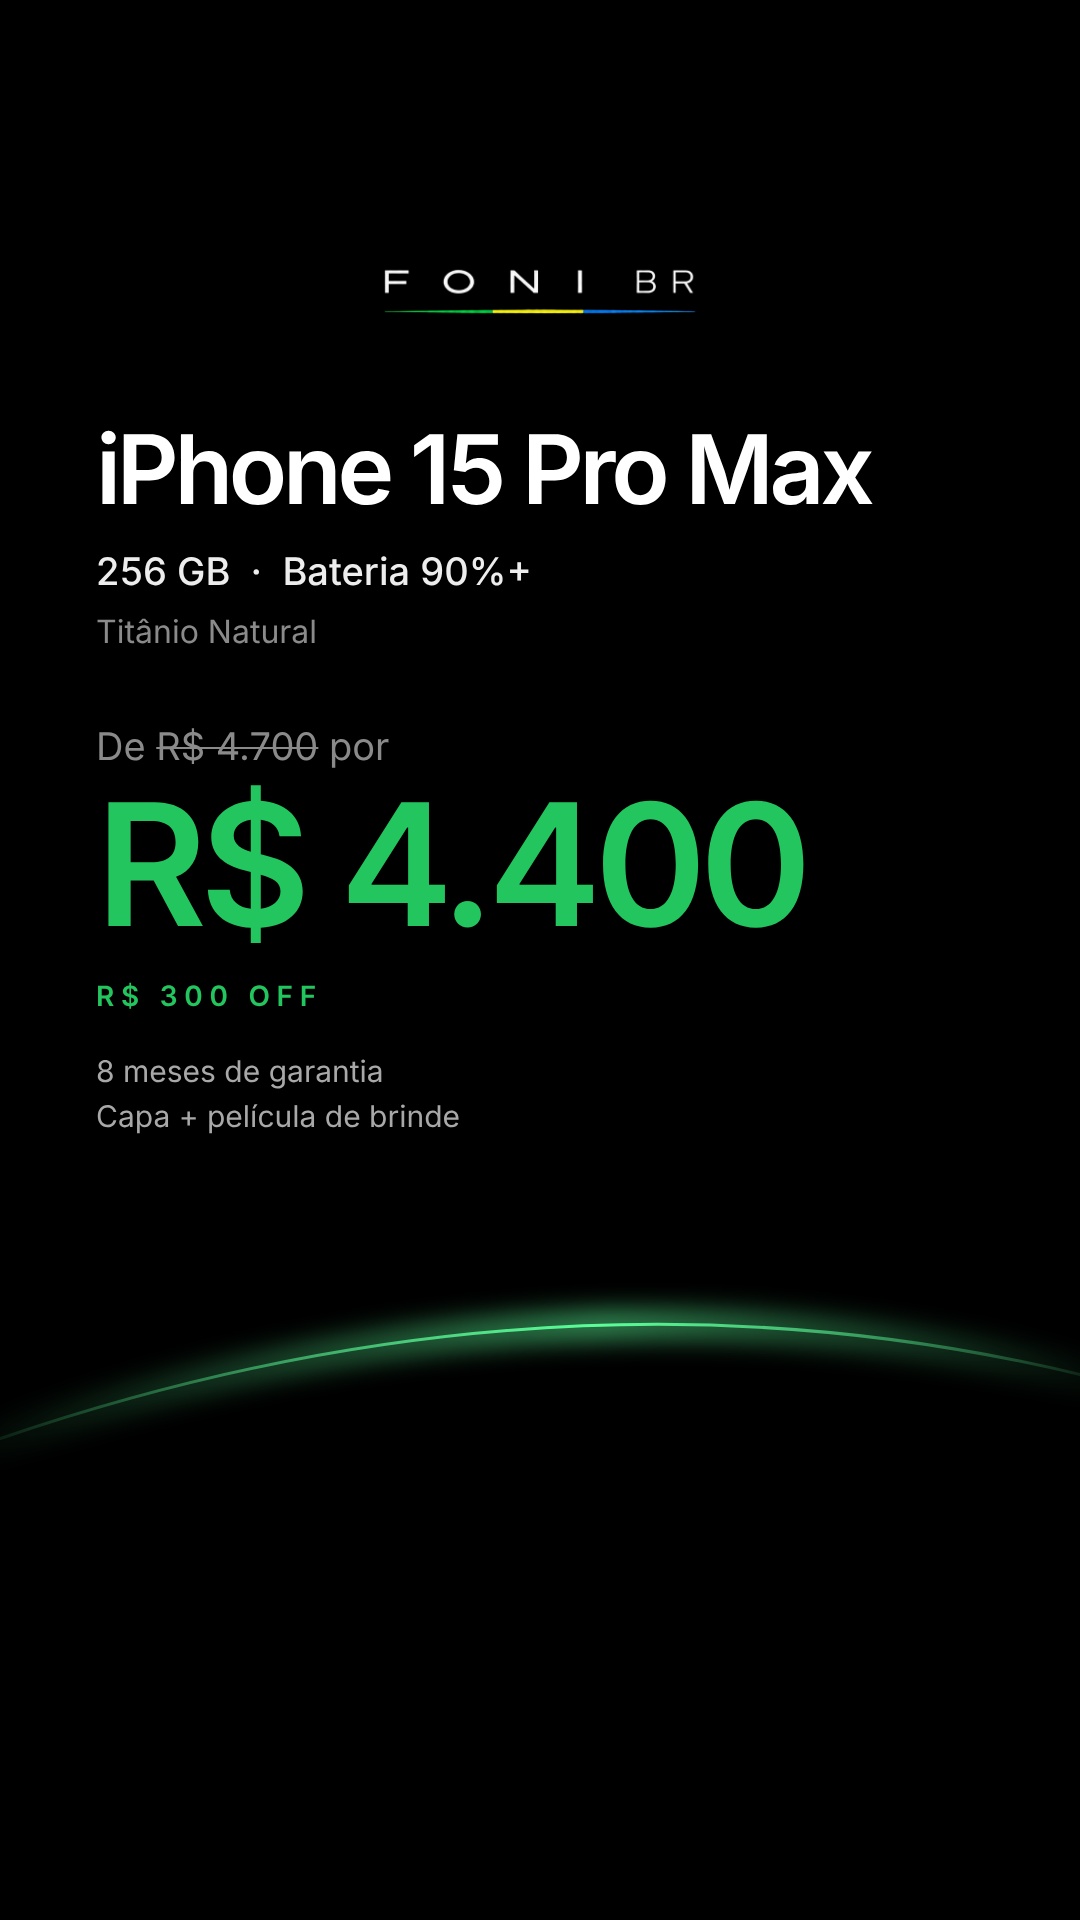 FONI BR
iPhone 15 Pro Max
256 GB · Bateria 90%+
Titânio Natural
De R$ 4.700 por
R$ 4.400
R$ 300 OFF
8 meses de garantia
Capa + película de brinde